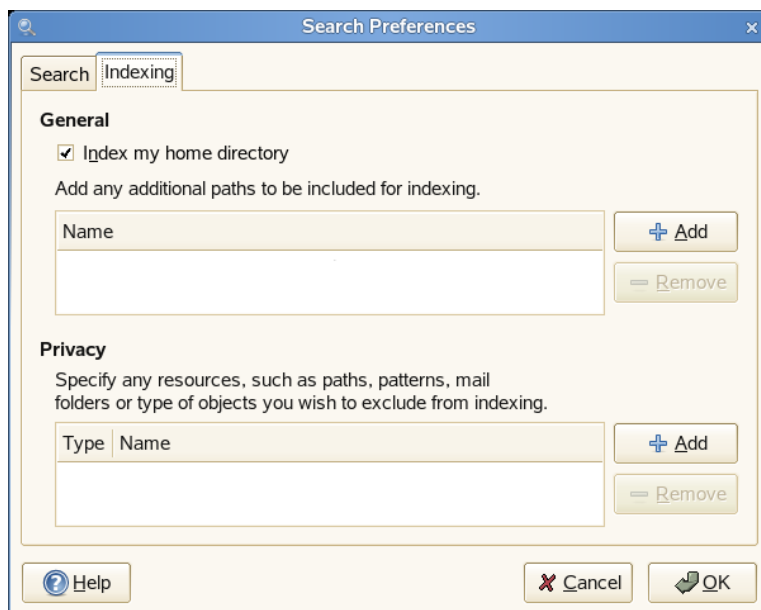 Search Preferences
Search Indexing
General
Index my home directory
Add any additional paths to be included for indexing.
Name
Add
Remove
Privacy
Specify any resources, such as paths, patterns, mail
folders or type of objects you wish to exclude from indexing.
Type Name
Add
Remove
Help Cancel OK